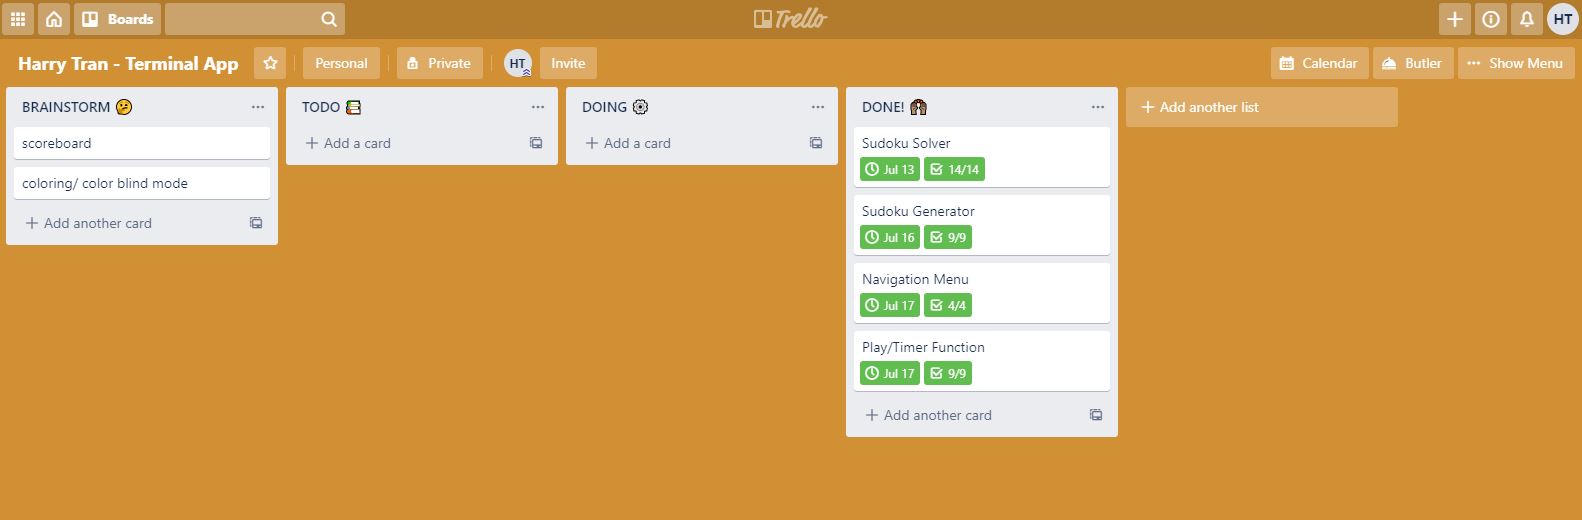 Boards
Trello
HT
Harry Tran - Terminal App
Personal
Private
HT
Invite
Calendar
Butler
Show Menu
BRAINSTORM 🤔
scoreboard
coloring/ color blind mode
+ Add another card
TODO 📚
+ Add a card
DOING ⚙️
+ Add a card
DONE! 🙌🏾
Sudoku Solver
Jul 13 14/14
Sudoku Generator
Jul 16 9/9
Navigation Menu
Jul 17 4/4
Play/Timer Function
Jul 17 9/9
+ Add another card
+ Add another list